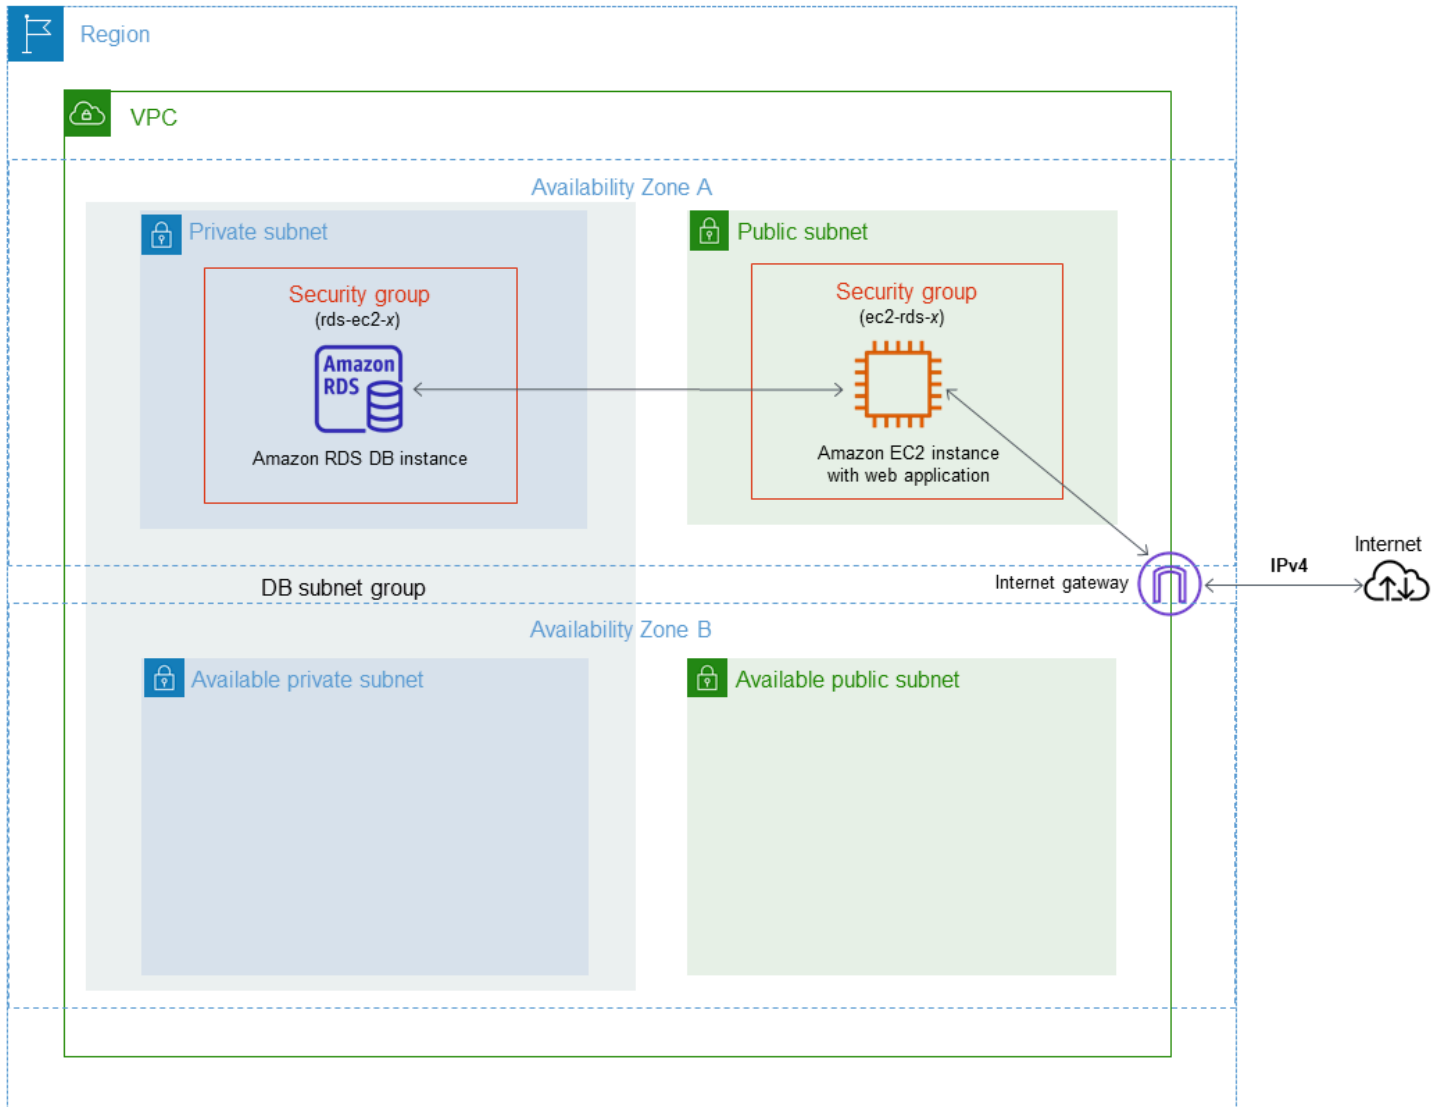 Region
VPC
Availability Zone A
Private subnet
Public subnet
Security group
(rds-ec2-x)
Security group
(ec2-rds-x)
Amazon
RDS
Amazon RDS DB instance
Amazon EC2 instance
with web application
Internet
IPv4
Internet gateway
DB subnet group
Availability Zone B
Available private subnet
Available public subnet